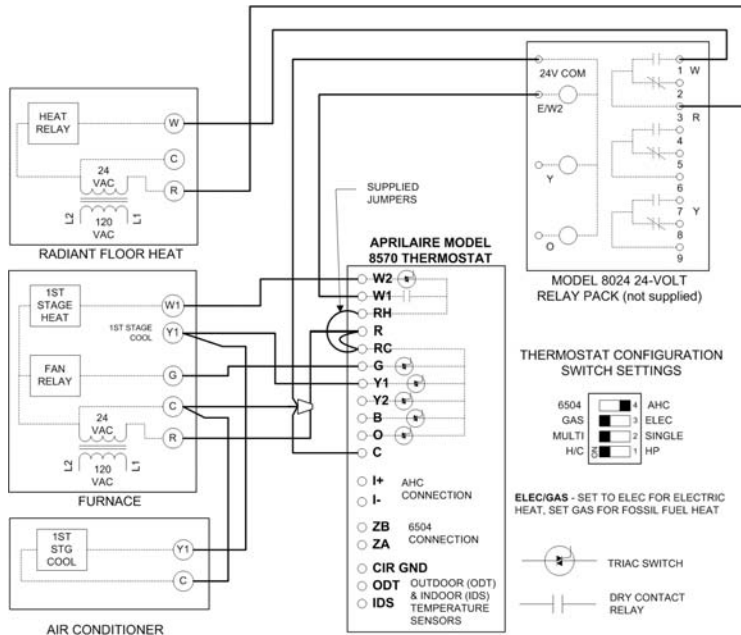 HEAT
RELAY
W
C
R
24
VAC
L2
120
VAC
L1
RADIANT FLOOR HEAT
1ST
STAGE
HEAT
W1
Y1
1ST STAGE
COOL
FAN
RELAY
G
C
R
24
VAC
L2
120
VAC
L1
FURNACE
1ST
STG
COOL
Y1
C
AIR CONDITIONER
SUPPLIED
JUMPERS
APRILAIRE MODEL
8570 THERMOSTAT
W2
W1
RH
R
RC
G
Y1
Y2
B
O
C
I+
I-
AHC
CONNECTION
ZB
ZA
6504
CONNECTION
CIR GND
ODT
IDS
OUTDOOR (ODT)
& INDOOR (IDS)
TEMPERATURE
SENSORS
24V COM
E/W2
Y
O
1
W
2
3
R
4
5
6
7
Y
8
9
MODEL 8024 24-VOLT
RELAY PACK (not supplied)
THERMOSTAT CONFIGURATION
SWITCH SETTINGS
6504 4 AHC
GAS 3 ELEC
MULTI 2 SINGLE
H/C ON 1 HP
ELEC/GAS - SET TO ELEC FOR ELECTRIC
HEAT, SET GAS FOR FOSSIL FUEL HEAT
TRIAC SWITCH
DRY CONTACT
RELAY